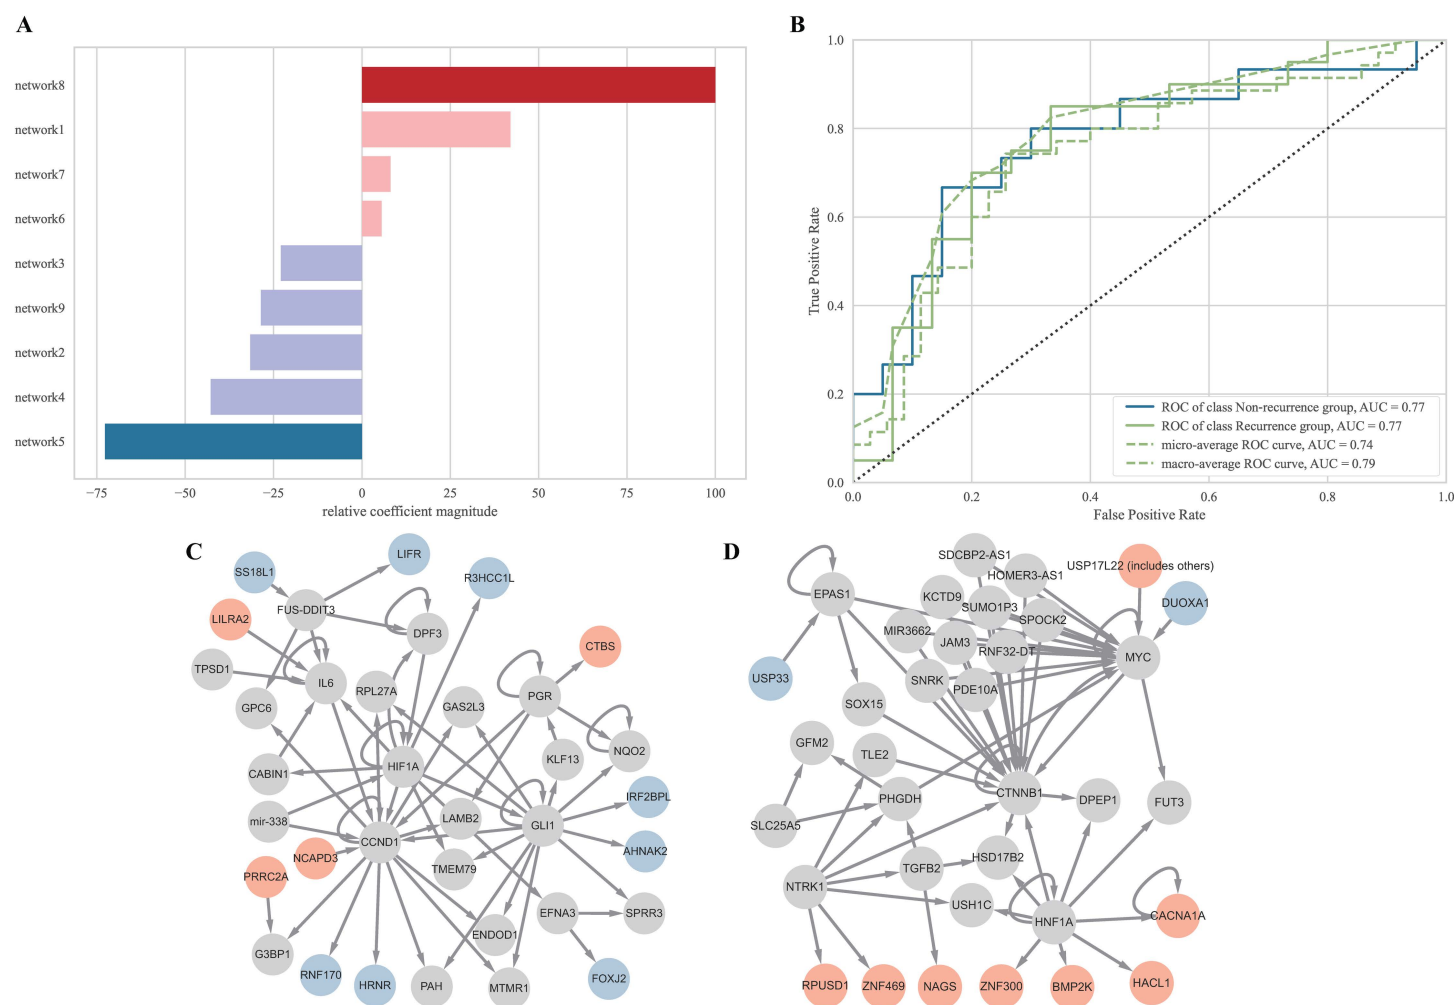 A
network8
network1
network7
network6
network3
network9
network2
network4
network5
−75
−50
−25
0
25
50
75
100
relative coefficient magnitude
B
1.0
0.8
0.6
0.4
0.2
0.0
True Positive Rate
ROC of class Non-recurrence group, AUC = 0.77
ROC of class Recurrence group, AUC = 0.77
micro-average ROC curve, AUC = 0.74
macro-average ROC curve, AUC = 0.79
0.0
0.2
0.4
0.6
0.8
1.0
False Positive Rate
C
LIFR
SS18L1
R3HCC1L
FUS-DDIT3
LILRA2
DPF3
CTBS
TPSD1
IL6
RPL27A
PGR
GPC6
GAS2L3
NQO2
KLF13
HIF1A
CABIN1
IRF2BPL
mir-338
LAMB2
GLI1
CCND1
AHNAK2
NCAPD3
TMEM79
PRRC2A
EFNA3
SPRR3
ENDOD1
G3BP1
RNF170
HRNR
PAH
MTMR1
FOXJ2
D
SDCBP2-AS1
HOMER3-AS1
USP17L22 (includes others)
EPAS1
KCTD9
SUMO1P3
DUOXA1
SPOCK2
MIR3662
JAM3
RNF32-DT
MYC
USP33
SNRK
PDE10A
SOX15
GFM2
TLE2
CTNNB1
PHGDH
DPEP1
FUT3
SLC25A5
HSD17B2
TGFB2
NTRK1
USH1C
HNF1A
CACNA1A
RPUSD1
ZNF469
NAGS
ZNF300
BMP2K
HACL1